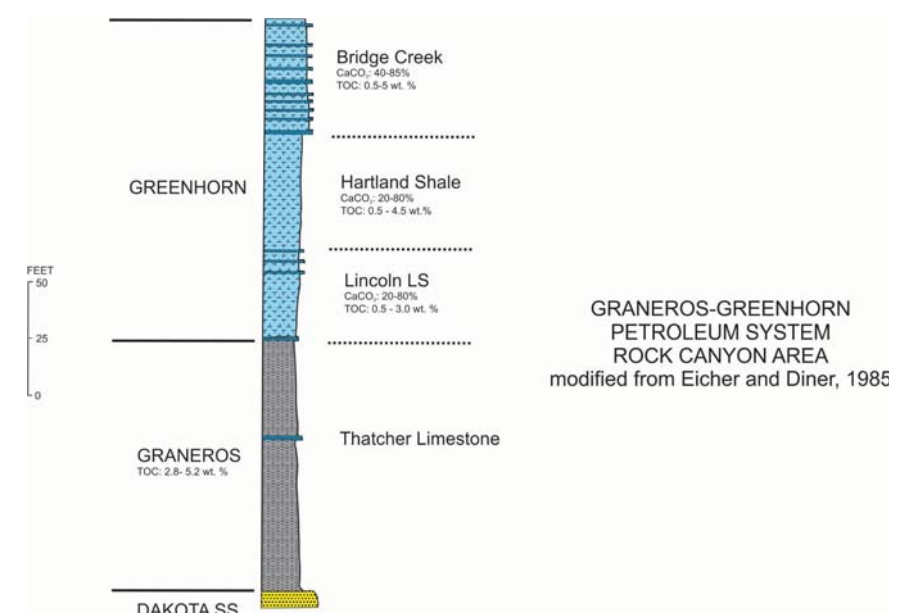 Bridge Creek
CaCO₃: 40-85%
TOC: 0.5-5 wt. %
GREENHORN
Hartland Shale
CaCO₃: 20-80%
TOC: 0.5 - 4.5 wt.%
FEET
50
25
0
Lincoln LS
CaCO₃: 20-80%
TOC: 0.5 - 3.0 wt. %
GRANEROS-GREENHORN
PETROLEUM SYSTEM
ROCK CANYON AREA
modified from Eicher and Diner, 1985
Thatcher Limestone
GRANEROS
TOC: 2.8- 5.2 wt. %
DAKOTA SS